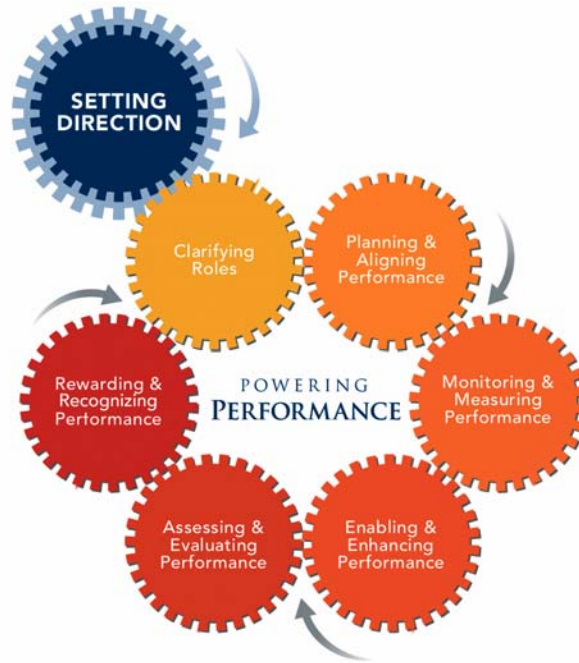 SETTING
DIRECTION
Clarifying
Roles
Planning &
Aligning
Performance
Rewarding &
Recognizing
Performance
POWERING
PERFORMANCE
Monitoring &
Measuring
Performance
Assessing &
Evaluating
Performance
Enabling &
Enhancing
Performance